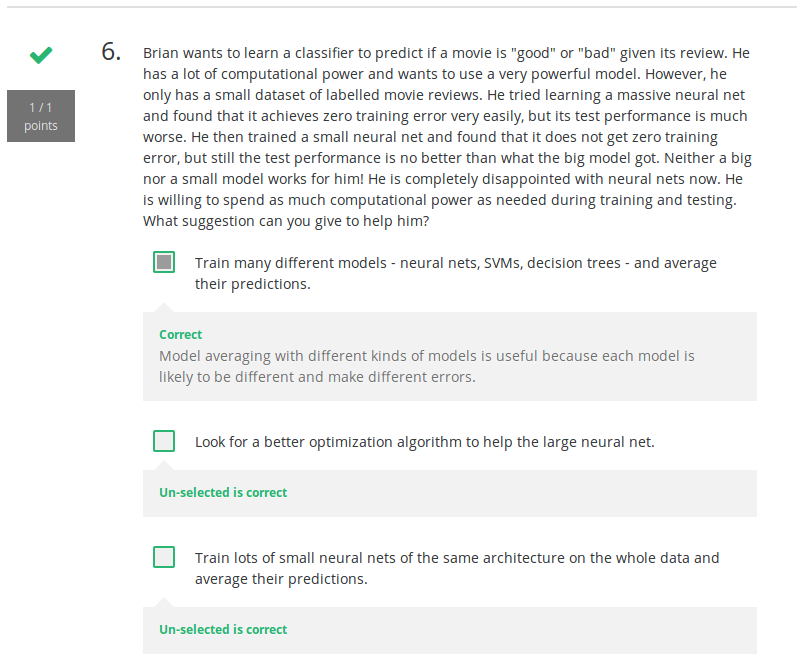 6.
Brian wants to learn a classifier to predict if a movie is "good" or "bad" given its review. He
has a lot of computational power and wants to use a very powerful model. However, he
only has a small dataset of labelled movie reviews. He tried learning a massive neural net
and found that it achieves zero training error very easily, but its test performance is much
worse. He then trained a small neural net and found that it does not get zero training
error, but still the test performance is no better than what the big model got. Neither a big
nor a small model works for him! He is completely disappointed with neural nets now. He
is willing to spend as much computational power as needed during training and testing.
What suggestion can you give to help him?
1 / 1
points
Train many different models - neural nets, SVMs, decision trees - and average
their predictions.
Correct
Model averaging with different kinds of models is useful because each model is
likely to be different and make different errors.
Look for a better optimization algorithm to help the large neural net.
Un-selected is correct
Train lots of small neural nets of the same architecture on the whole data and
average their predictions.
Un-selected is correct